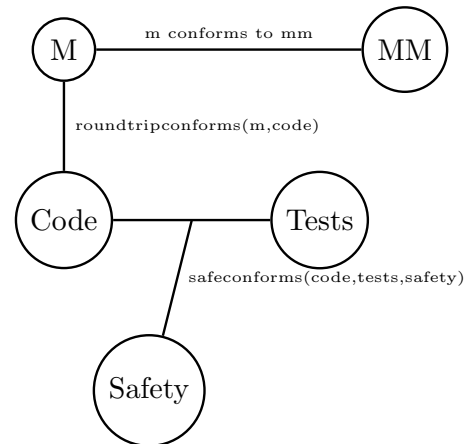 m conforms to mm
M
MM
roundtripconforms(m,code)
Code
Tests
safeconforms(code,tests,safety)
Safety